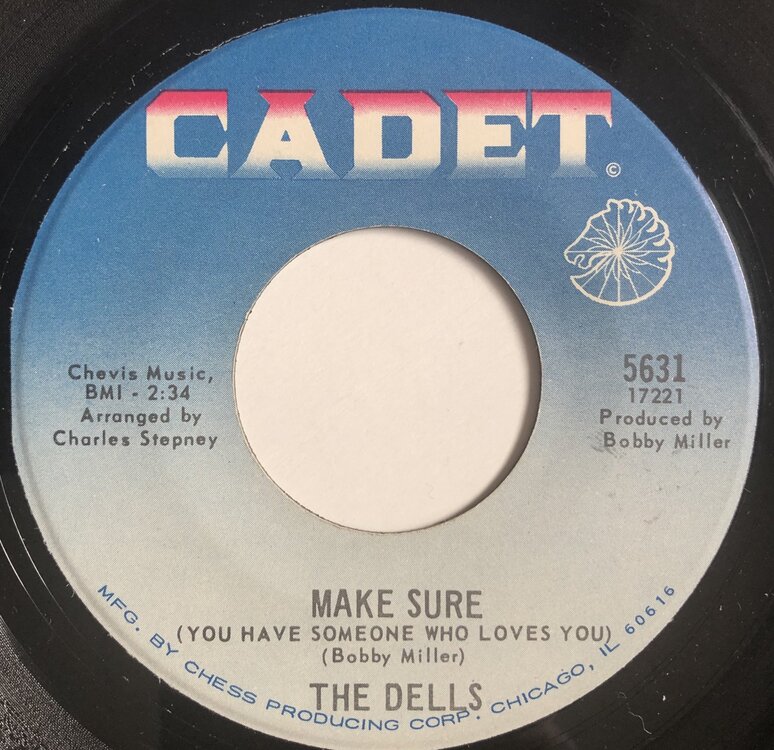 CADET
©
Chevis Music,
BMI - 2:34
Arranged by
Charles Stepney
5631
17221
Produced by
Bobby Miller
MAKE SURE
(YOU HAVE SOMEONE WHO LOVES YOU)
(Bobby Miller)
THE DELLS
MFG. BY CHESS PRODUCING CORP. CHICAGO, IL 60616